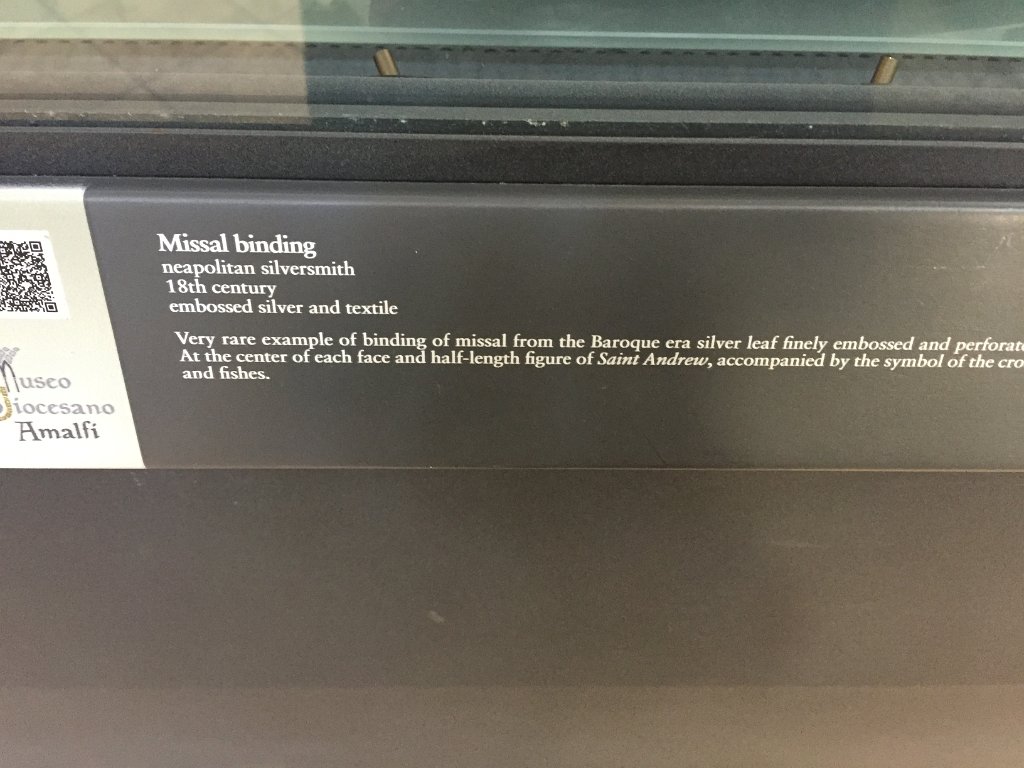 Missal binding
neapolitan silversmith
18th century
embossed silver and textile
Very rare example of binding of missal from the Baroque era silver leaf finely embossed and perforate
At the center of each face and half-length figure of Saint Andrew, accompanied by the symbol of the cro
and fishes.
Museo
Diocesano
Amalfi